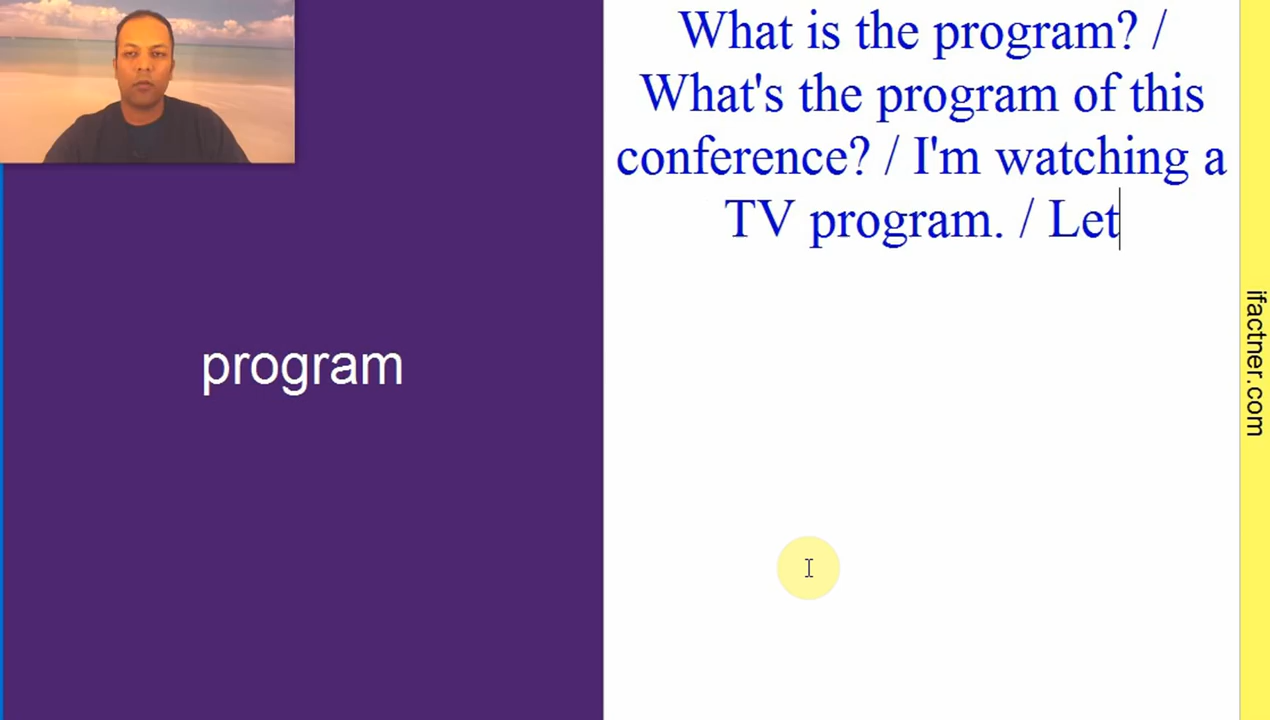 What is the program? /
What's the program of this
conference? / I'm watching a
TV program. / Let
program
ifactner.com